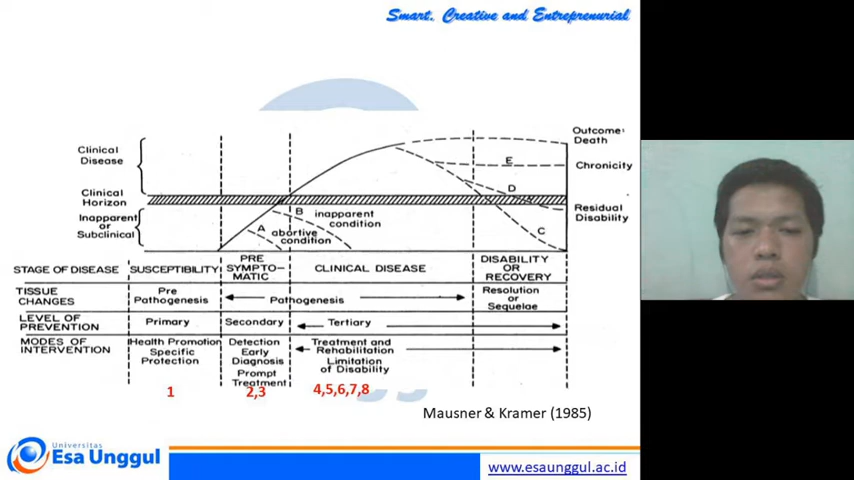 Smart, Creative and Entreprenurial
Clinical
Disease
Clinical
Horizon
Inapparent
or
Subclinical
Outcome:
Death
E
Chronicity
D
Residual
Disability
C
B
inapparent
condition
A
abortive
condition
STAGE OF DISEASE
SUSCEPTIBILITY
PRE
SYMPTO-
MATIC
CLINICAL DISEASE
DISABILITY
OR
RECOVERY
TISSUE
CHANGES
Pre
Pathogenesis
Pathogenesis
Resolution
or
Sequelae
LEVEL OF
PREVENTION
Primary
Secondary
Tertiary
MODES OF
INTERVENTION
Health Promotion
Specific
Protection
Detection
Early
Diagnosis
Prompt
Treatment
Treatment and
Rehabilitation
Limitation
of Disability
1
2,3
4,5,6,7,8
Mausner & Kramer (1985)
Universitas
Esa Unggul
www.esaunggul.ac.id